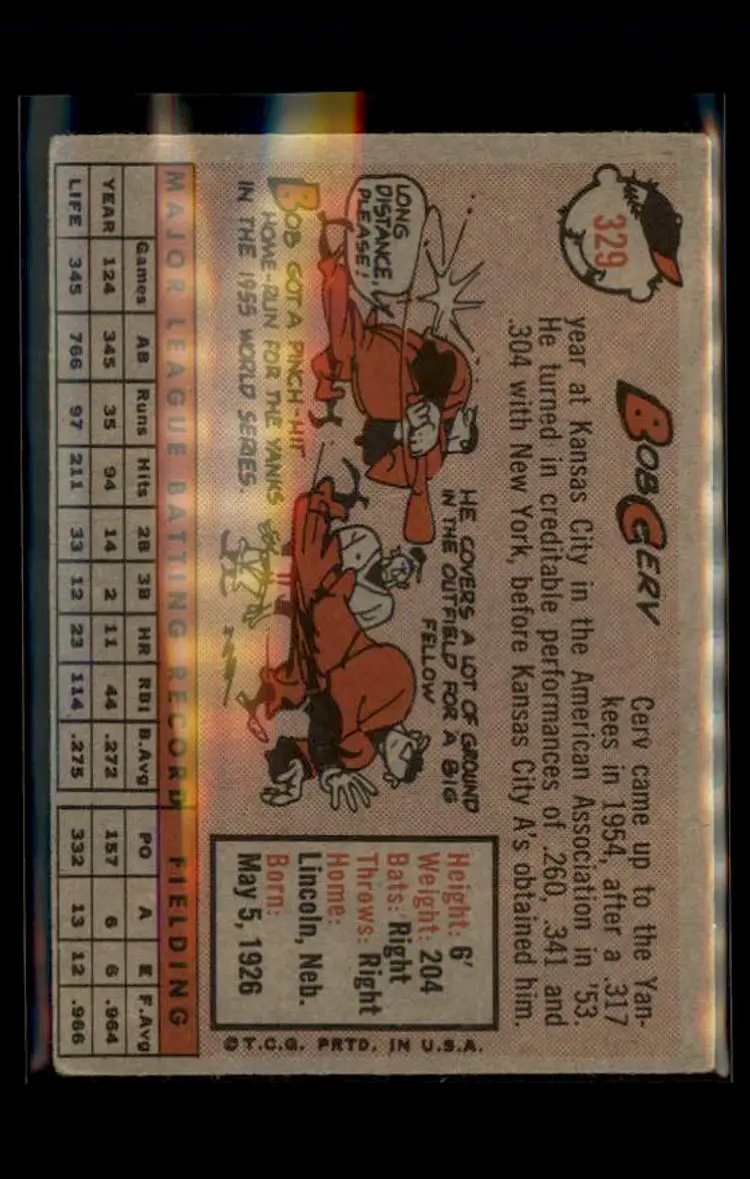 329
BOB CERV
Cerv came up to the Yan-
kees in 1954, after a .317
year at Kansas City in the American Association in '53.
He turned in creditable performances of .260, .341 and
.304 with New York, before Kansas City A's obtained him.
LONG
DISTANCE,
PLEASE!
BOB GOT A PINCH-HIT
HOME-RUN FOR THE YANKS
IN THE 1955 WORLD SERIES.
HE COVERS A LOT OF GROUND
IN THE OUTFIELD FOR A BIG
FELLOW
Height: 6'
Weight: 204
Bats: Right
Throws: Right
Home:
Lincoln, Neb.
Born:
May 5, 1926
©T.C.G. PRTD. IN U.S.A.
MAJOR LEAGUE BATTING RECORD FIELDING
Games AB Runs Hits 2B 3B HR RBI B.Avg PO A E F.Avg
YEAR 124 345 35 94 14 2 11 44 .272 157 6 6 .964
LIFE 345 766 97 211 33 12 23 114 .275 332 13 12 .966